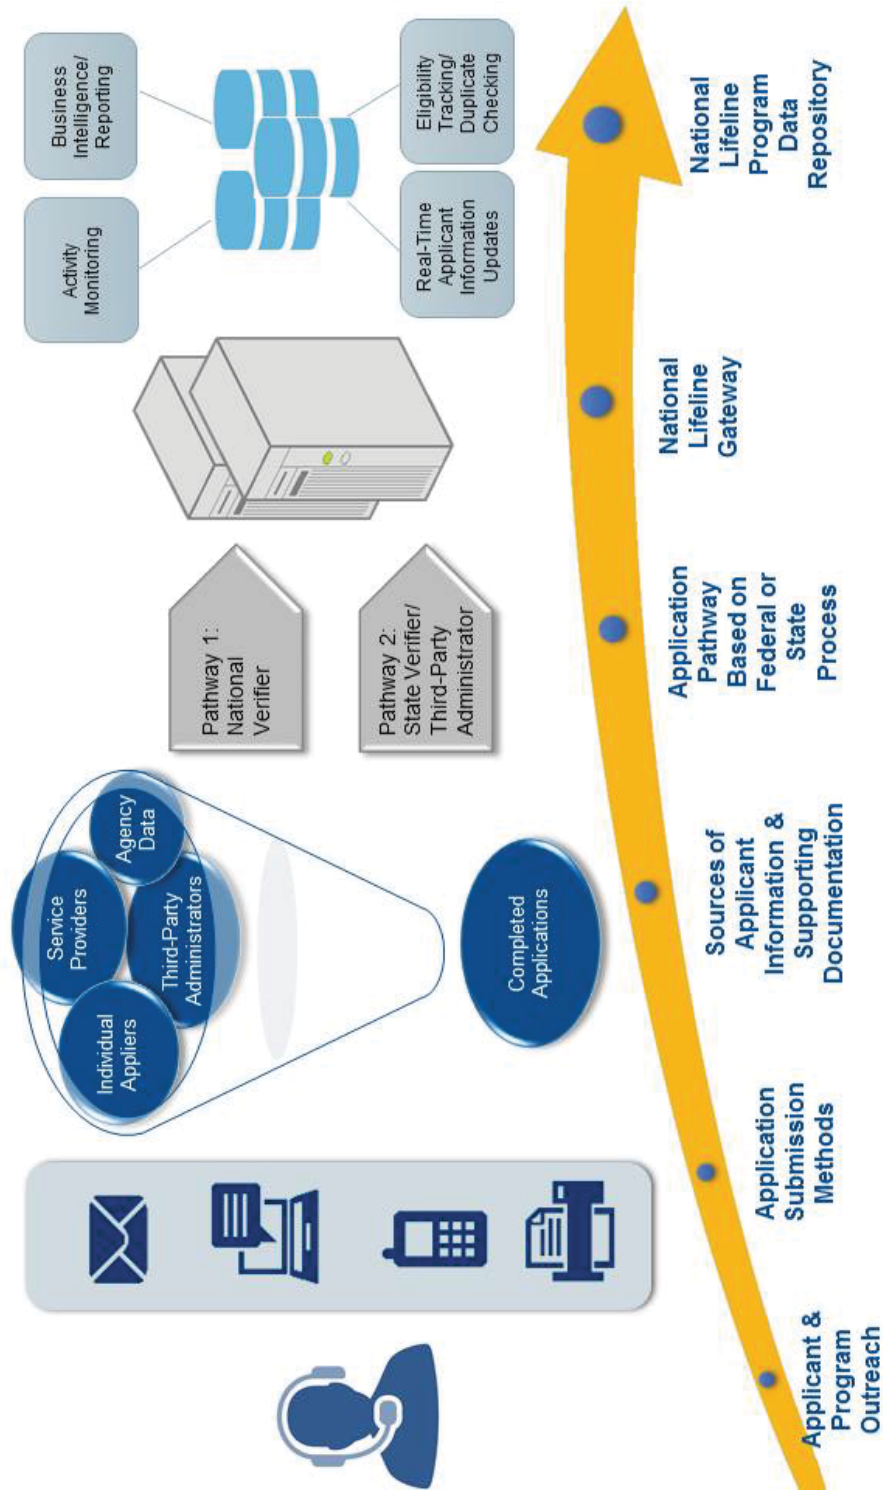 Individual
Appliers
Service
Providers
Third-Party
Administrators
Agency
Data
Completed
Applications
Pathway 1:
National
Verifier
Pathway 2:
State Verifier/
Third-Party
Administrator
Activity
Monitoring
Business
Intelligence/
Reporting
Real-Time
Applicant
Information
Updates
Eligibility
Tracking/
Duplicate
Checking
Applicant &
Program
Outreach
Application
Submission
Methods
Sources of
Applicant
Information &
Supporting
Documentation
Application
Pathway
Based on
Federal or
State
Process
National
Lifeline
Gateway
National
Lifeline
Program
Data
Repository